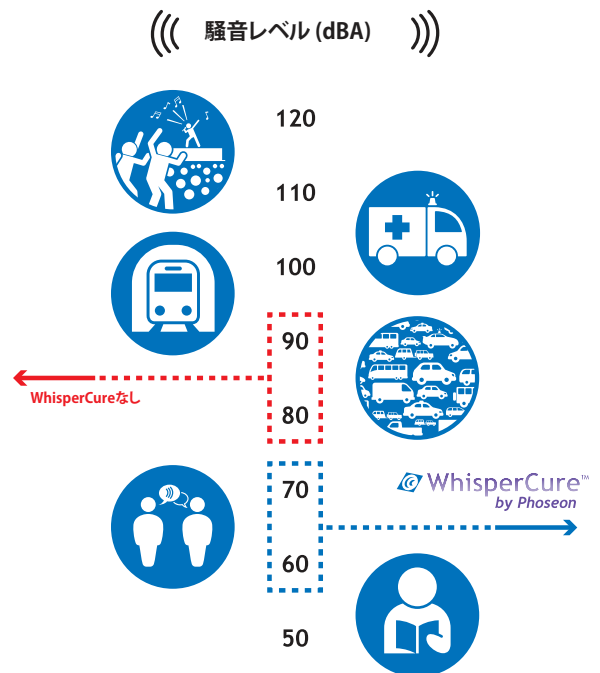 騒音レベル (dBA)
120
110
100
90
WhisperCureなし
80
70
WhisperCure™
by Phoseon
60
50